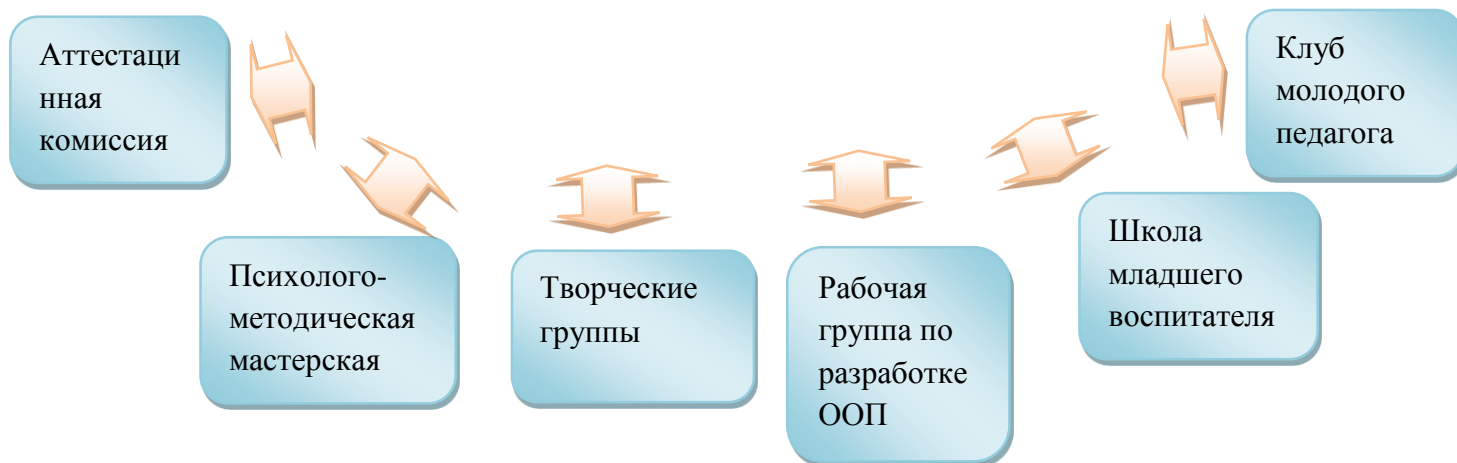 Аттестаци
нная
комиссия
Психолого-
методическая
мастерская
Творческие
группы
Рабочая
группа по
разработке
ООП
Школа
младшего
воспитателя
Клуб
молодого
педагога